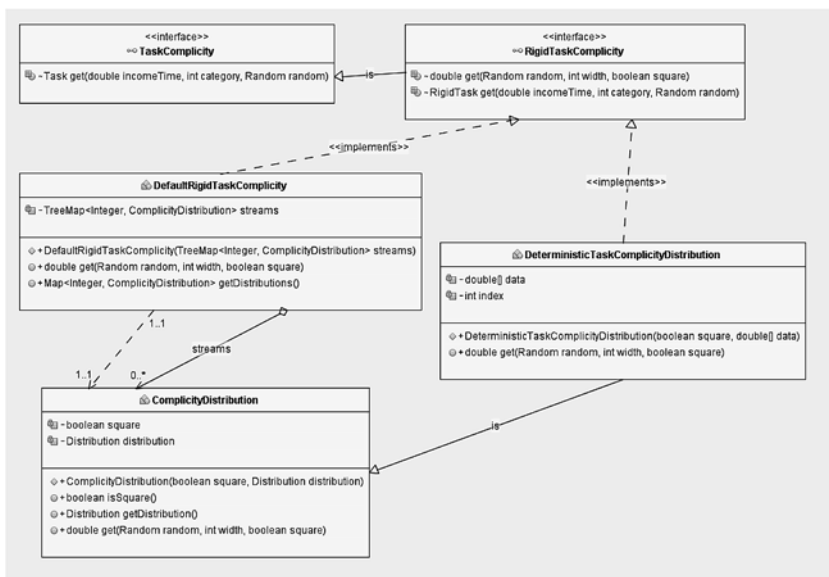 <<interface>>
TaskComplicity
- Task get(double incomeTime, int category, Random random)
<<interface>>
RigidTaskComplicity
- double get(Random random, int width, boolean square)
- RigidTask get(double incomeTime, int category, Random random)
is
<<implements>>
<<implements>>
DefaultRigidTaskComplicity
- TreeMap<Integer, ComplicityDistribution> streams
+ DefaultRigidTaskComplicity(TreeMap<Integer, ComplicityDistribution> streams)
+ double get(Random random, int width, boolean square)
+ Map<Integer, ComplicityDistribution> getDistributions()
DeterministicTaskComplicityDistribution
- double[] data
- int index
+ DeterministicTaskComplicityDistribution(boolean square, double[] data)
+ double get(Random random, int width, boolean square)
1..1
streams
1..1
0..*
ComplicityDistribution
- boolean square
- Distribution distribution
+ ComplicityDistribution(boolean square, Distribution distribution)
+ boolean isSquare()
+ Distribution getDistribution()
+ double get(Random random, int width, boolean square)
is